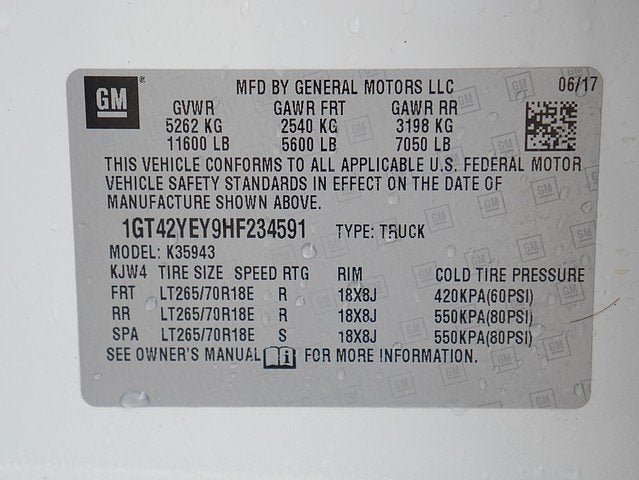 GM ® MFD BY GENERAL MOTORS LLC 06/17
GVWR GAWR FRT GAWR RR
5262 KG 2540 KG 3198 KG
11600 LB 5600 LB 7050 LB
THIS VEHICLE CONFORMS TO ALL APPLICABLE U.S. FEDERAL MOTOR
VEHICLE SAFETY STANDARDS IN EFFECT ON THE DATE OF
MANUFACTURE SHOWN ABOVE.
1GT42YEY9HF234591 TYPE: TRUCK
MODEL: K35943
KJW4 TIRE SIZE SPEED RTG RIM COLD TIRE PRESSURE
FRT LT265/70R18E R 18X8J 420KPA(60PSI)
RR LT265/70R18E R 18X8J 550KPA(80PSI)
SPA LT265/70R18E S 18X8J 550KPA(80PSI)
SEE OWNER'S MANUAL i FOR MORE INFORMATION.